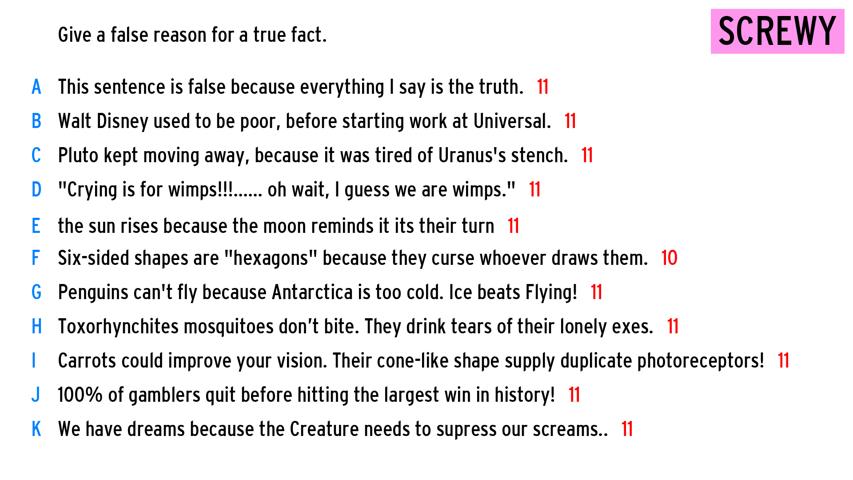 SCREWY
Give a false reason for a true fact.
A This sentence is false because everything I say is the truth. 11
B Walt Disney used to be poor, before starting work at Universal. 11
C Pluto kept moving away, because it was tired of Uranus's stench. 11
D "Crying is for wimps!!!...... oh wait, I guess we are wimps." 11
E the sun rises because the moon reminds it its their turn 11
F Six-sided shapes are "hexagons" because they curse whoever draws them. 10
G Penguins can't fly because Antarctica is too cold. Ice beats Flying! 11
H Toxorhynchites mosquitoes don’t bite. They drink tears of their lonely exes. 11
I Carrots could improve your vision. Their cone-like shape supply duplicate photoreceptors! 11
J 100% of gamblers quit before hitting the largest win in history! 11
K We have dreams because the Creature needs to supress our screams.. 11